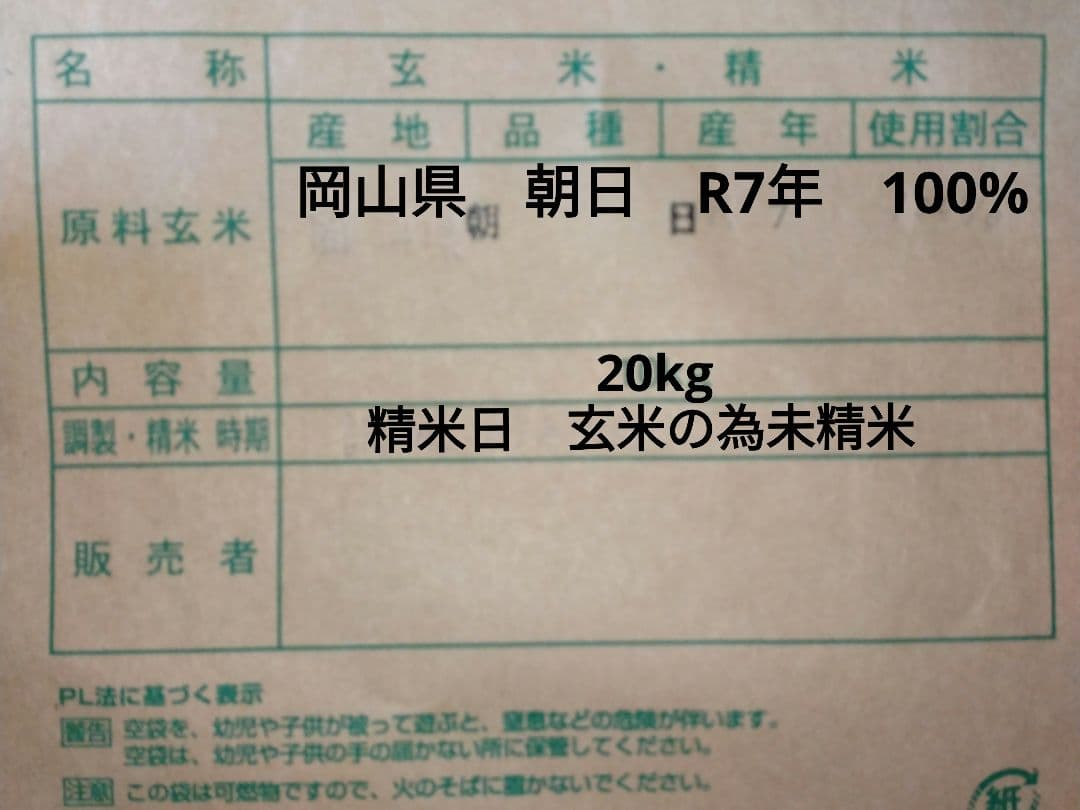 名称 玄米・精米
産地 品種 産年 使用割合
原料玄米 岡山県 朝日 R7年 100%
朝 日
内容量 20kg
調製・精米時期 精米日 玄米の為未精米
販売者
PL法に基づく表示
警告 空袋を、幼児や子供が被って遊ぶと、窒息などの危険が伴います。
空袋は、幼児や子供の手の届かない所に保管してください。
注意 この袋は可燃物ですので、火のそばに置かないでください。
紙